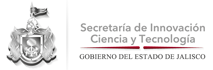 Secretaría de Innovación
Ciencia y Tecnología
GOBIERNO DEL ESTADO DE JALISCO